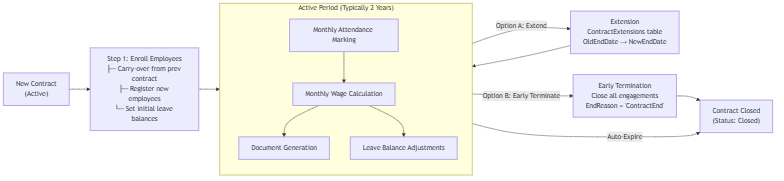 New Contract
(Active)
Step 1: Enroll Employees
├─ Carry-over from prev
contract
├─ Register new
employees
└─ Set initial leave
balances
Active Period (Typically 2 Years)
Monthly Attendance
Marking
Monthly Wage Calculation
Document Generation
Leave Balance Adjustments
Option A: Extend
Extension
ContractExtensions table
OldEndDate → NewEndDate
Option B: Early Terminate
Early Termination
Close all engagements
EndReason = 'ContractEnd'
Auto-Expire
Contract Closed
(Status: Closed)